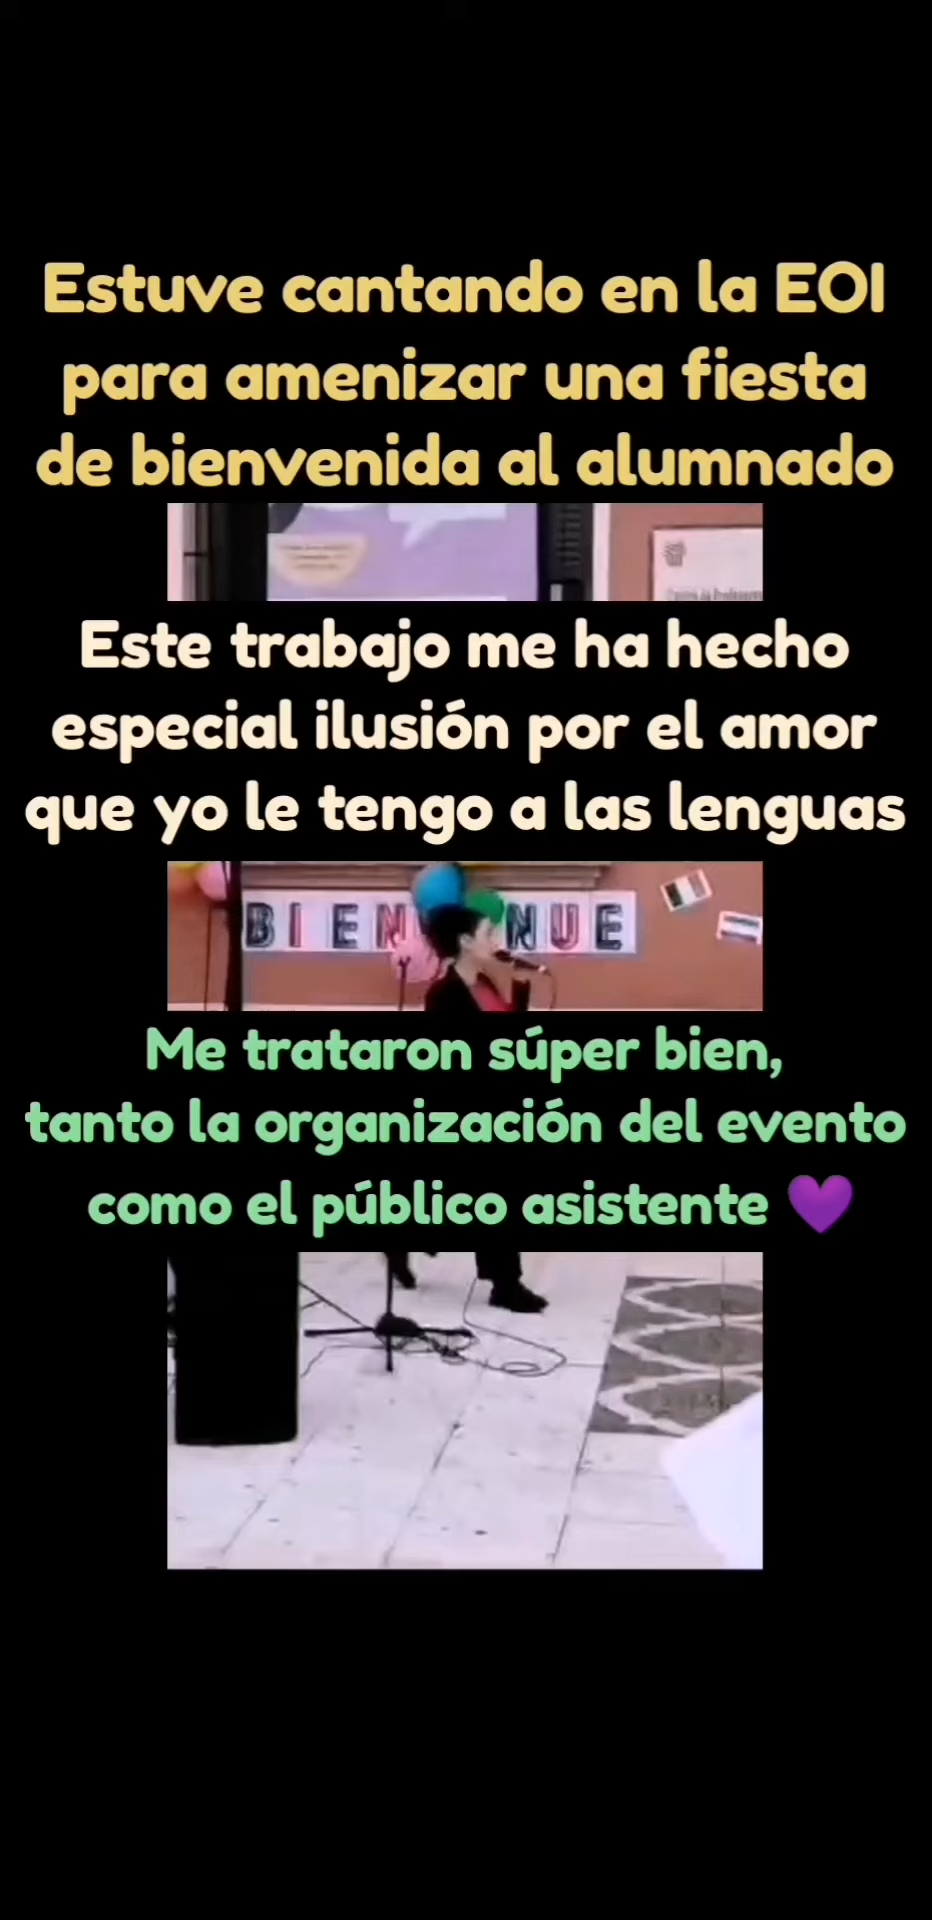 Estuve cantando en la EOI
para amenizar una fiesta
de bienvenida al alumnado
Este trabajo me ha hecho
especial ilusión por el amor
que yo le tengo a las lenguas
BIEN NUE
Me trataron súper bien,
tanto la organización del evento
como el público asistente 💜